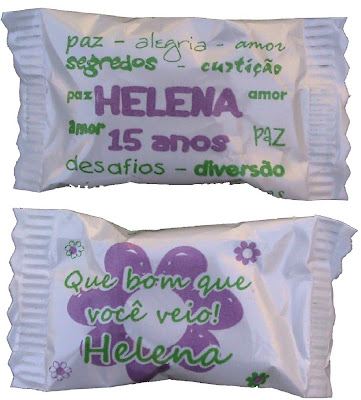 paz - alegria - amor
segredos - curtição
paz HELENA amor
amor 15 anos PAZ
desafios - diversão
Que bom que
você veio!
Helena